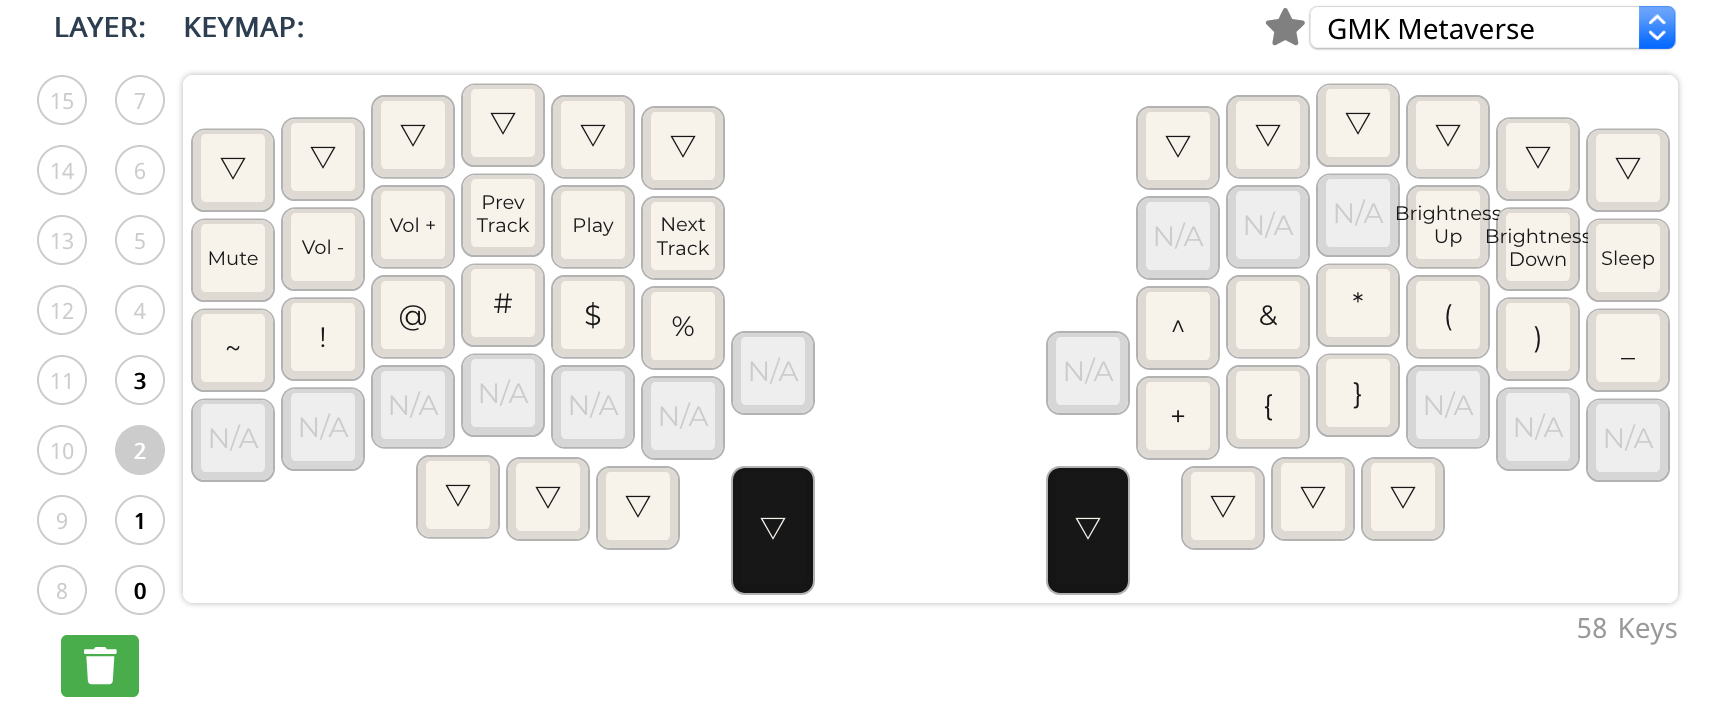 LAYER: KEYMAP: GMK Metaverse
15 7
14 6
13 5
12 4
11 3
10 2
9 1
8 0
▽ ▽ ▽ ▽ ▽ ▽ ▽ ▽ ▽ ▽ ▽ ▽
Mute Vol - Vol + Prev Track Play Next Track N/A N/A N/A Brightness Up Brightness Down Sleep
~ ! @ # $ % ^ & * ( ) _
N/A N/A N/A N/A N/A N/A N/A N/A + { } N/A N/A N/A
▽ ▽ ▽ ▽ ▽ ▽ ▽ ▽
58 Keys